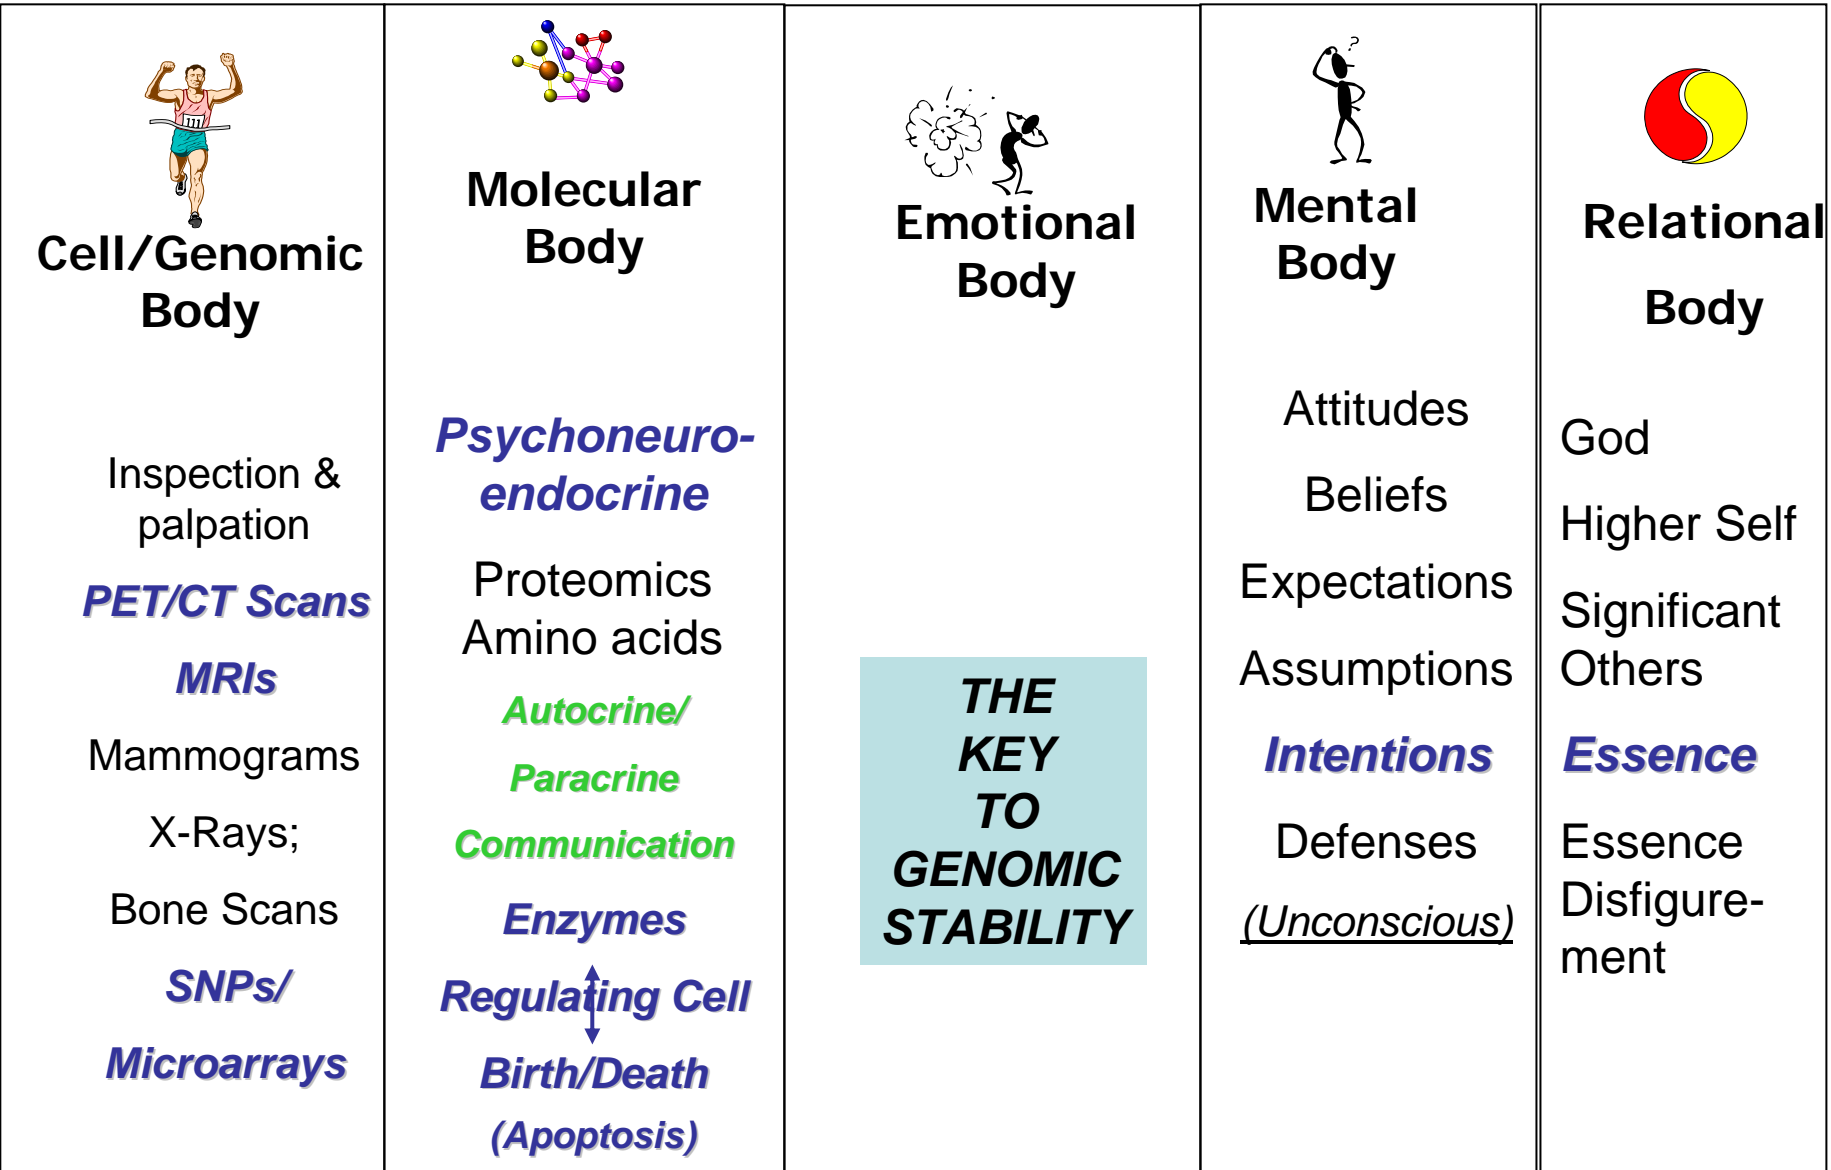 111
Cell/Genomic
Body
Inspection &
palpation
PET/CT Scans
MRIs
Mammograms
X-Rays;
Bone Scans
SNPs/
Microarrays
Molecular
Body
Psychoneuro-
endocrine
Proteomics
Amino acids
Autocrine/
Paracrine
Communication
Enzymes
Regulating Cell
Birth/Death
(Apoptosis)
Emotional
Body
THE
KEY
TO
GENOMIC
STABILITY
?
Mental
Body
Attitudes
Beliefs
Expectations
Assumptions
Intentions
Defenses
(Unconscious)
Relational
Body
God
Higher Self
Significant
Others
Essence
Essence
Disfigure-
ment